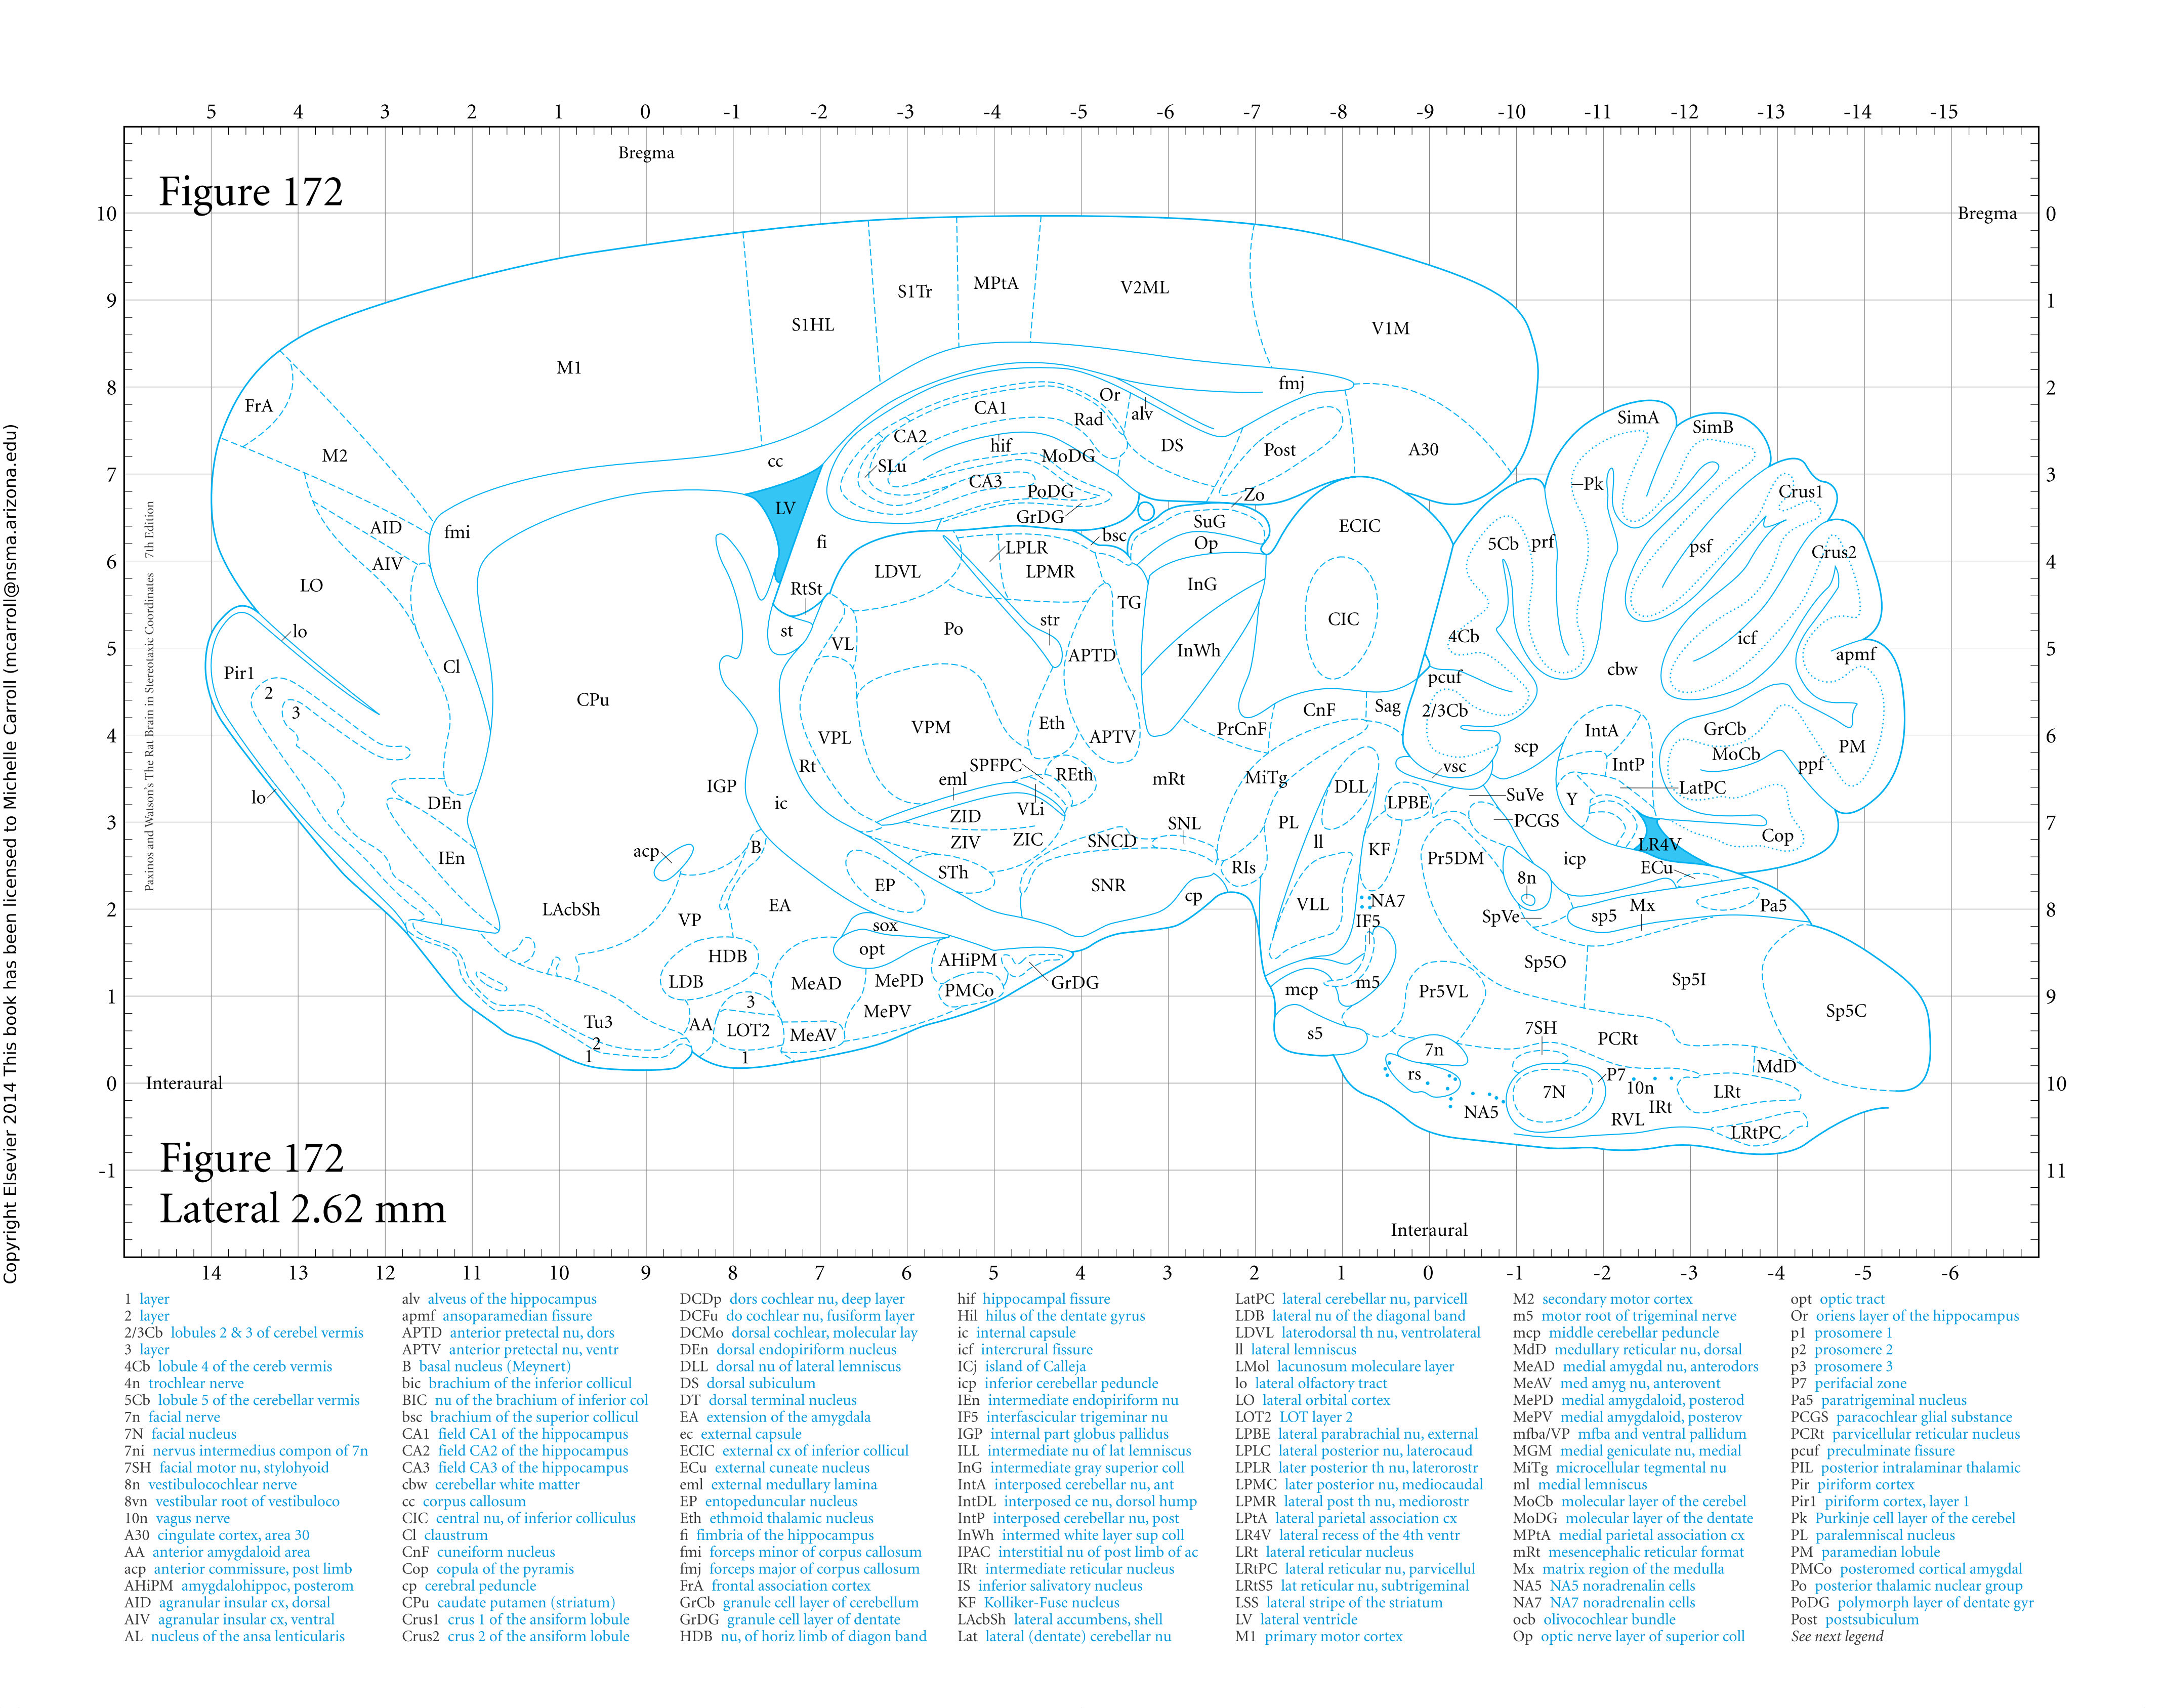 5 4 3 2 1 0 -1 -2 -3 -4 -5 -6 -7 -8 -9 -10 -11 -12 -13 -14 -15
Bregma
Figure 172
10 Bregma 0
9 1
8 2
7 3
6 4
5 5
4 6
3 7
2 8
1 9
0 Interaural 10
-1 11
S1Tr MPtA V2ML
S1HL V1M
M1
fmj
FrA CA1 Or Rad alv SimA SimB
M2 cc CA2 hif MoDG DS Post A30
SLu CA3 PoDG Zo Pk Crus1
LV GrDG SuG
AID fmi fi bsc Op ECIC 5Cb prf psf Crus2
AIV LPLR
LO LDVL LPMR InG
RtSt TG
lo st VL Po str CIC 4Cb icf
Pir1 Cl APTD InWh cbw apmf
2 CPu pcuf
3 VPL VPM Eth APTV PrCnF CnF Sag 2/3Cb scp IntA GrCb PM
MoCb
Rt SPFPC REth mRt MiTg vsc IntP ppf
lo DEn IGP ic eml DLL SuVe LatPC
VLi LPBE Y
ZID PL PCGS
acp B ZIV ZIC SNCD SNL ll KF LR4V Cop
IEn STh RIs Pr5DM icp ECu
EP SNR cp 8n
LAcbSh VP EA VLL NA7 SpVe sp5 Mx Pa5
sox IF5
HDB opt AHiPM Sp5O Sp5I
LDB MeAD MePD PMCo GrDG mcp m5 Pr5VL
3 MePV Sp5C
Tu3 AA LOT2 MeAV s5 7SH PCRt
2
1 1 7n MdD
rs 7N P7 10n LRt
NA5 IRt
RVL LRtPC
Figure 172
Lateral 2.62 mm
Interaural
14 13 12 11 10 9 8 7 6 5 4 3 2 1 0 -1 -2 -3 -4 -5 -6
Paxinos and Watson's The Rat Brain in Stereotaxic Coordinates 7th Edition
Copyright Elsevier 2014 This book has been licensed to Michelle Carroll (mcarroll@nsma.arizona.edu)
1 layer
2 layer
2/3Cb lobules 2 & 3 of cerebel vermis
3 layer
4Cb lobule 4 of the cereb vermis
4n trochlear nerve
5Cb lobule 5 of the cerebellar vermis
7n facial nerve
7N facial nucleus
7ni nervus intermedius compon of 7n
7SH facial motor nu, stylohyoid
8n vestibulocochlear nerve
8vn vestibular root of vestibuloco
10n vagus nerve
A30 cingulate cortex, area 30
AA anterior amygdaloid area
acp anterior commissure, post limb
AHiPM amygdalohippoc, posterom
AID agranular insular cx, dorsal
AIV agranular insular cx, ventral
AL nucleus of the ansa lenticularis
alv alveus of the hippocampus
apmf ansoparamedian fissure
APTD anterior pretectal nu, dors
APTV anterior pretectal nu, ventr
B basal nucleus (Meynert)
bic brachium of the inferior collicul
BIC nu of the brachium of inferior col
bsc brachium of the superior collicul
CA1 field CA1 of the hippocampus
CA2 field CA2 of the hippocampus
CA3 field CA3 of the hippocampus
cbw cerebellar white matter
cc corpus callosum
CIC central nu, of inferior colliculus
Cl claustrum
CnF cuneiform nucleus
Cop copula of the pyramis
cp cerebral peduncle
CPu caudate putamen (striatum)
Crus1 crus 1 of the ansiform lobule
Crus2 crus 2 of the ansiform lobule
DCDp dors cochlear nu, deep layer
DCFu do cochlear nu, fusiform layer
DCMo dorsal cochlear, molecular lay
DEn dorsal endopiriform nucleus
DLL dorsal nu of lateral lemniscus
DS dorsal subiculum
DT dorsal terminal nucleus
EA extension of the amygdala
ec external capsule
ECIC external cx of inferior collicul
ECu external cuneate nucleus
eml external medullary lamina
EP entopeduncular nucleus
Eth ethmoid thalamic nucleus
fi fimbria of the hippocampus
fmi forceps minor of corpus callosum
fmj forceps major of corpus callosum
FrA frontal association cortex
GrCb granule cell layer of cerebellum
GrDG granule cell layer of dentate
HDB nu, of horiz limb of diagon band
hif hippocampal fissure
Hil hilus of the dentate gyrus
ic internal capsule
icf intercrural fissure
ICj island of Calleja
icp inferior cerebellar peduncle
IEn intermediate endopiriform nu
IF5 interfascicular trigeminar nu
IGP internal part globus pallidus
ILL intermediate nu of lat lemniscus
InG intermediate gray superior coll
IntA interposed cerebellar nu, ant
IntDL interposed ce nu, dorsol hump
IntP interposed cerebellar nu, post
InWh intermed white layer sup coll
IPAC interstitial nu of post limb of ac
IRt intermediate reticular nucleus
IS inferior salivatory nucleus
KF Kolliker-Fuse nucleus
LAcbSh lateral accumbens, shell
Lat lateral (dentate) cerebellar nu
LatPC lateral cerebellar nu, parvicell
LDB lateral nu of the diagonal band
LDVL laterodorsal th nu, ventrolateral
ll lateral lemniscus
LMol lacunosum moleculare layer
lo lateral olfactory tract
LO lateral orbital cortex
LOT2 LOT layer 2
LPBE lateral parabrachial nu, external
LPLC lateral posterior nu, laterocaud
LPLR later posterior th nu, laterorostr
LPMC later posterior nu, mediocaudal
LPMR lateral post th nu, mediorostr
LPtA lateral parietal association cx
LR4V lateral recess of the 4th ventr
LRt lateral reticular nucleus
LRtPC lateral reticular nu, parvicellul
LRtS5 lat reticular nu, subtrigeminal
LSS lateral stripe of the striatum
LV lateral ventricle
M1 primary motor cortex
M2 secondary motor cortex
m5 motor root of trigeminal nerve
mcp middle cerebellar peduncle
MdD medullary reticular nu, dorsal
MeAD medial amygdal nu, anterodors
MeAV med amyg nu, anterovent
MePD medial amygdaloid, posterod
MePV medial amygdaloid, posterov
mfba/VP mfba and ventral pallidum
MGM medial geniculate nu, medial
MiTg microcellular tegmental nu
ml medial lemniscus
MoCb molecular layer of the cerebel
MoDG molecular layer of the dentate
MPtA medial parietal association cx
mRt mesencephalic reticular format
Mx matrix region of the medulla
NA5 NA5 noradrenalin cells
NA7 NA7 noradrenalin cells
ocb olivocochlear bundle
Op optic nerve layer of superior coll
opt optic tract
Or oriens layer of the hippocampus
p1 prosomere 1
p2 prosomere 2
p3 prosomere 3
P7 perifacial zone
Pa5 paratrigeminal nucleus
PCGS paracochlear glial substance
PCRt parvicellular reticular nucleus
pcuf preculminate fissure
PIL posterior intralaminar thalamic
Pir piriform cortex
Pir1 piriform cortex, layer 1
Pk Purkinje cell layer of the cerebel
PL paralemniscal nucleus
PM paramedian lobule
PMCo posteromed cortical amygdal
Po posterior thalamic nuclear group
PoDG polymorph layer of dentate gyr
Post postsubiculum
See next legend